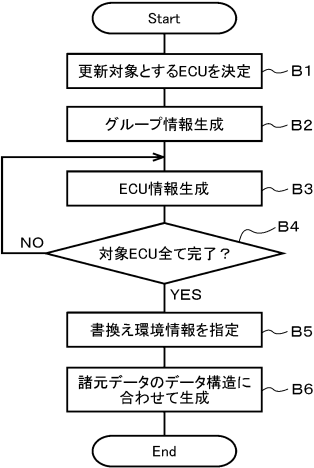 Start
更新対象とするECUを決定
B1
グループ情報生成
B2
ECU情報生成
B3
B4
対象ECU全て完了？
NO
YES
書換え環境情報を指定
B5
諸元データのデータ構造に
合わせて生成
B6
End